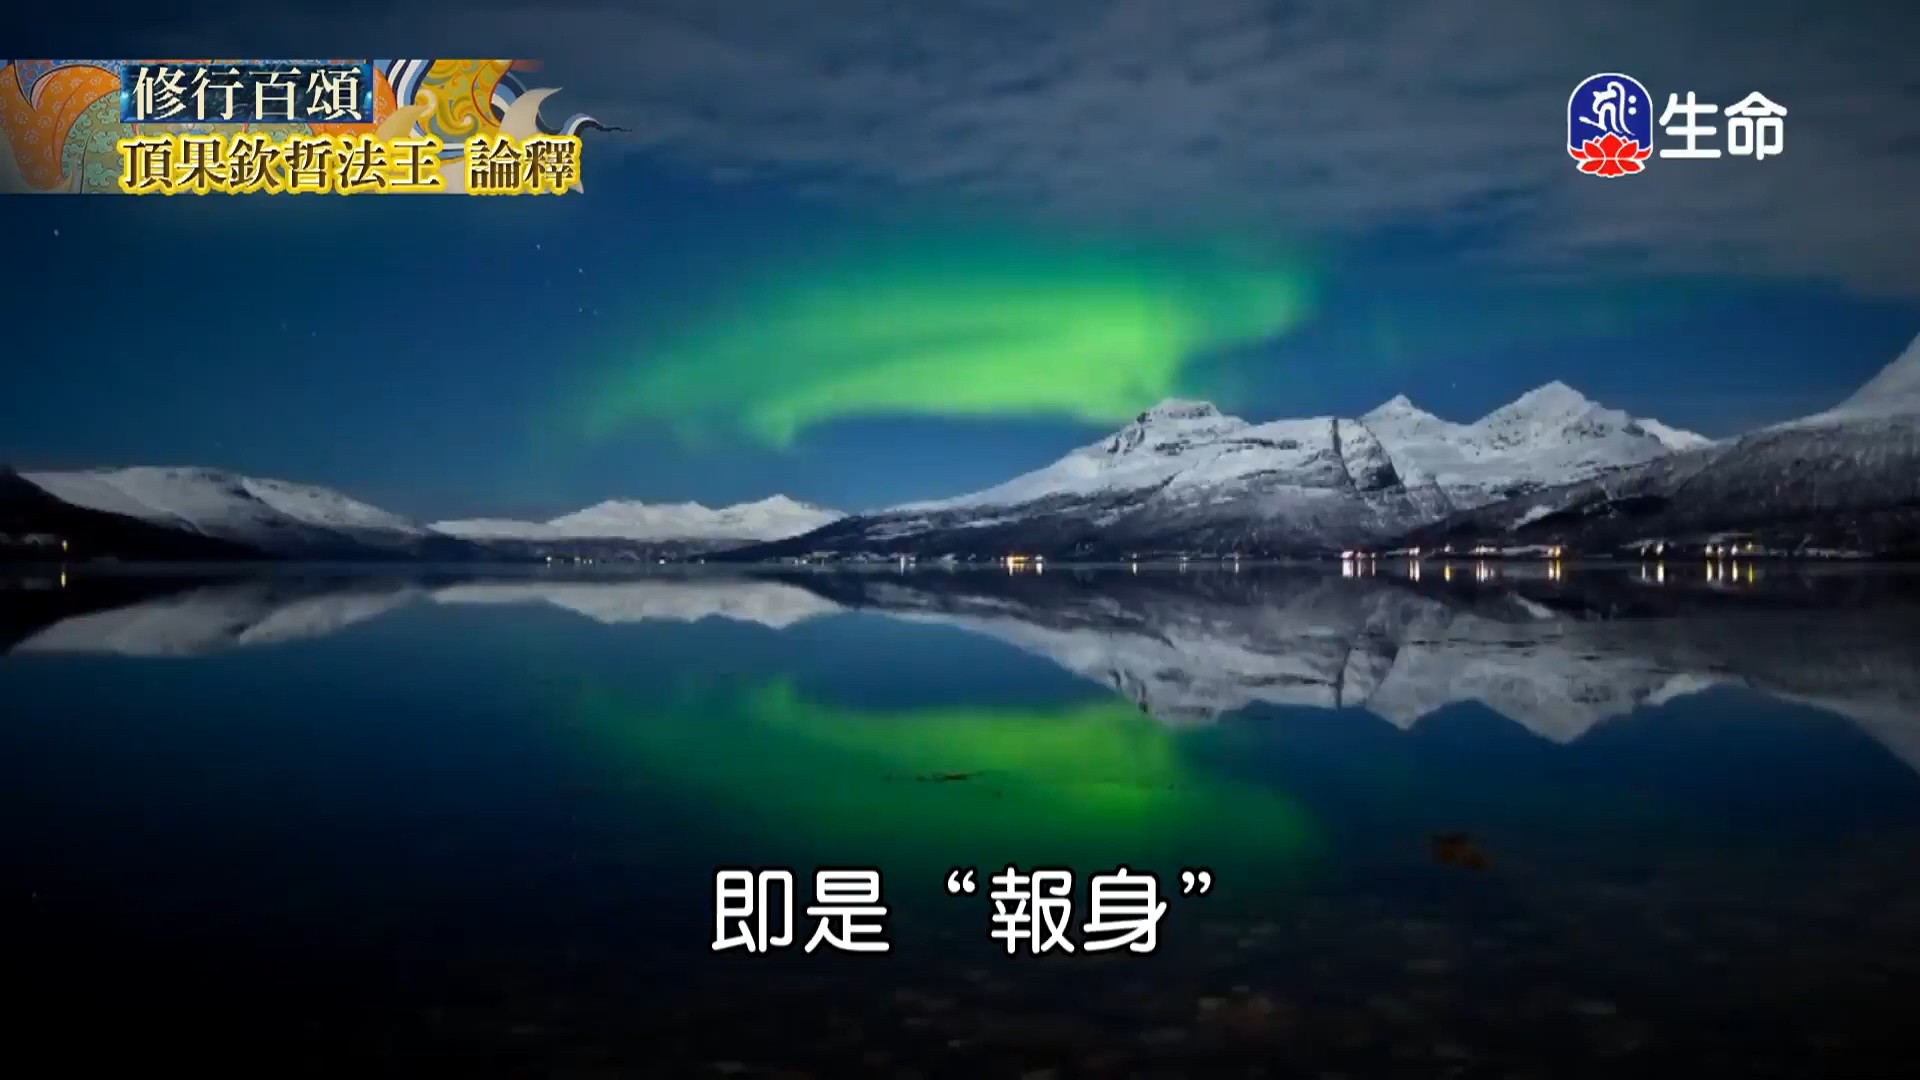 修行百頌
頂果欽哲法王 論釋
生命
即是“報身”